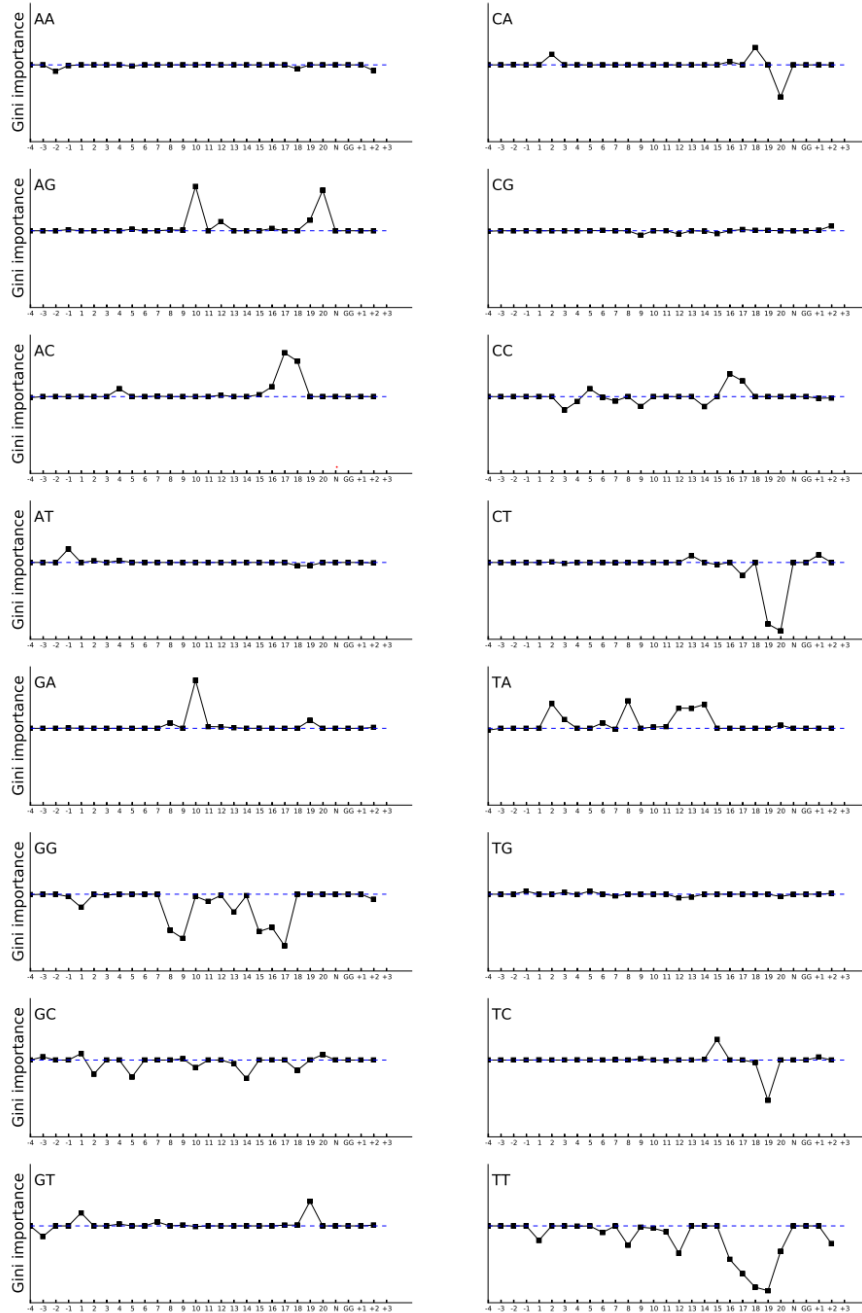 AA
CA
Gini importance
-4 -3 -2 -1 1 2 3 4 5 6 7 8 9 10 11 12 13 14 15 16 17 18 19 20 N GG +1 +2 +3
-4 -3 -2 -1 1 2 3 4 5 6 7 8 9 10 11 12 13 14 15 16 17 18 19 20 N GG +1 +2 +3
AG
CG
Gini importance
-4 -3 -2 -1 1 2 3 4 5 6 7 8 9 10 11 12 13 14 15 16 17 18 19 20 N GG +1 +2 +3
-4 -3 -2 -1 1 2 3 4 5 6 7 8 9 10 11 12 13 14 15 16 17 18 19 20 N GG +1 +2 +3
AC
CC
Gini importance
-4 -3 -2 -1 1 2 3 4 5 6 7 8 9 10 11 12 13 14 15 16 17 18 19 20 N GG +1 +2 +3
-4 -3 -2 -1 1 2 3 4 5 6 7 8 9 10 11 12 13 14 15 16 17 18 19 20 N GG +1 +2 +3
AT
CT
Gini importance
-4 -3 -2 -1 1 2 3 4 5 6 7 8 9 10 11 12 13 14 15 16 17 18 19 20 N GG +1 +2 +3
-4 -3 -2 -1 1 2 3 4 5 6 7 8 9 10 11 12 13 14 15 16 17 18 19 20 N GG +1 +2 +3
GA
TA
Gini importance
-4 -3 -2 -1 1 2 3 4 5 6 7 8 9 10 11 12 13 14 15 16 17 18 19 20 N GG +1 +2 +3
-4 -3 -2 -1 1 2 3 4 5 6 7 8 9 10 11 12 13 14 15 16 17 18 19 20 N GG +1 +2 +3
GG
TG
Gini importance
-4 -3 -2 -1 1 2 3 4 5 6 7 8 9 10 11 12 13 14 15 16 17 18 19 20 N GG +1 +2 +3
-4 -3 -2 -1 1 2 3 4 5 6 7 8 9 10 11 12 13 14 15 16 17 18 19 20 N GG +1 +2 +3
GC
TC
Gini importance
-4 -3 -2 -1 1 2 3 4 5 6 7 8 9 10 11 12 13 14 15 16 17 18 19 20 N GG +1 +2 +3
-4 -3 -2 -1 1 2 3 4 5 6 7 8 9 10 11 12 13 14 15 16 17 18 19 20 N GG +1 +2 +3
GT
TT
Gini importance
-4 -3 -2 -1 1 2 3 4 5 6 7 8 9 10 11 12 13 14 15 16 17 18 19 20 N GG +1 +2 +3
-4 -3 -2 -1 1 2 3 4 5 6 7 8 9 10 11 12 13 14 15 16 17 18 19 20 N GG +1 +2 +3